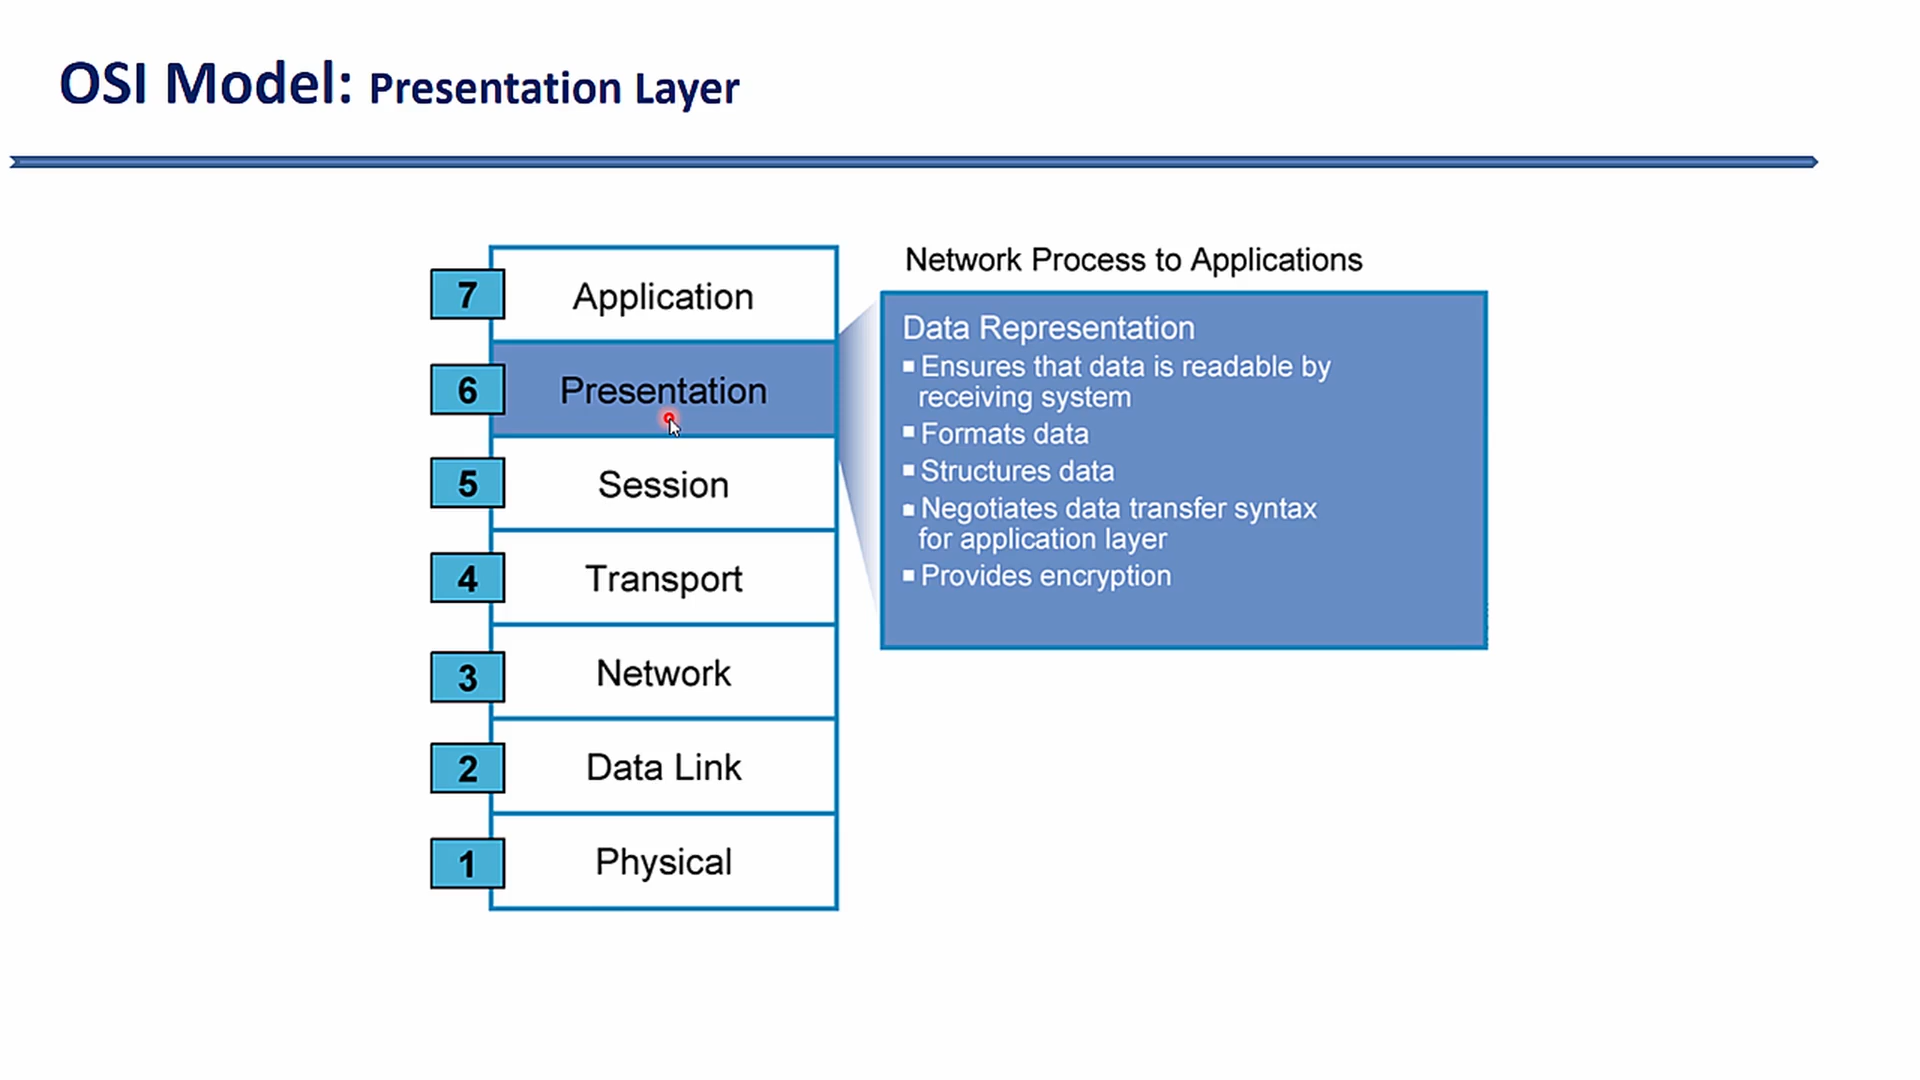 OSI Model: Presentation Layer
7 Application
6 Presentation
5 Session
4 Transport
3 Network
2 Data Link
1 Physical
Network Process to Applications
Data Representation
▪ Ensures that data is readable by
receiving system
▪ Formats data
▪ Structures data
▪ Negotiates data transfer syntax
for application layer
▪ Provides encryption